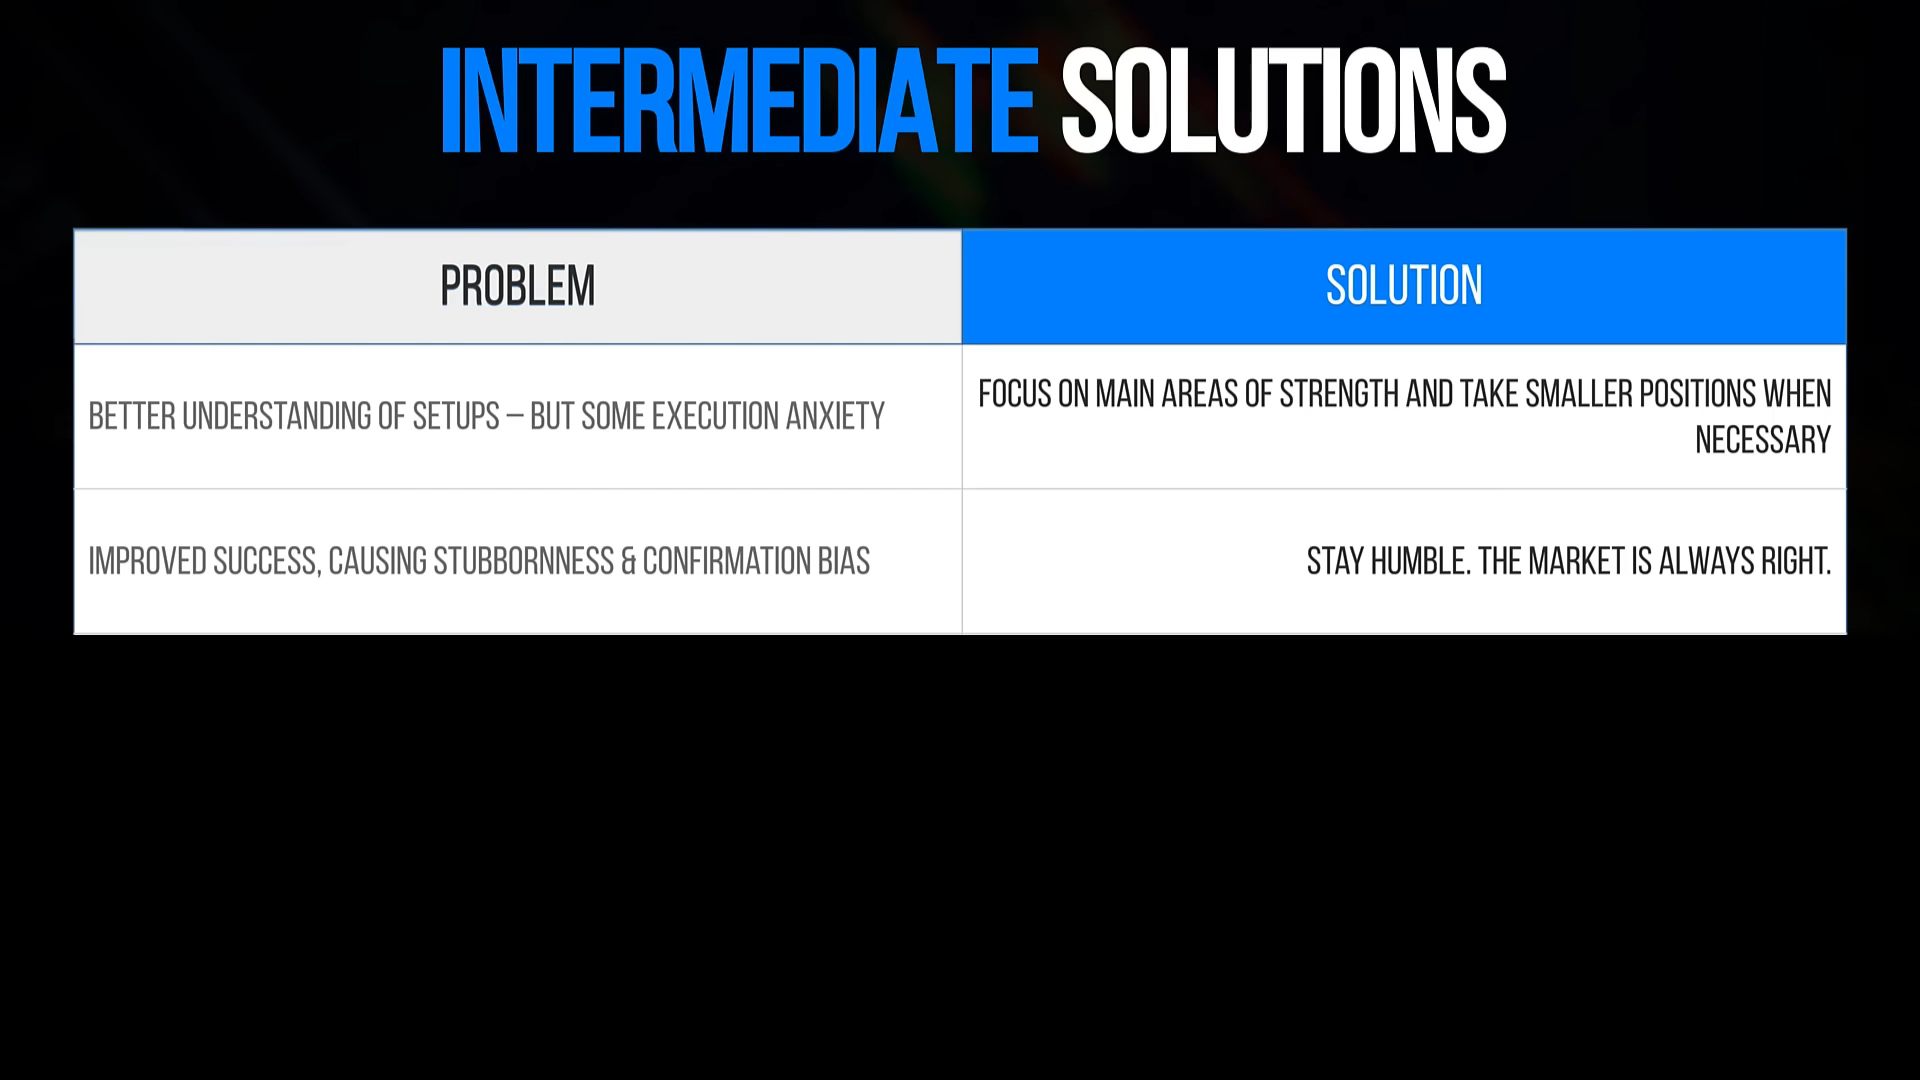 INTERMEDIATE SOLUTIONS
PROBLEM
SOLUTION
BETTER UNDERSTANDING OF SETUPS – BUT SOME EXECUTION ANXIETY
FOCUS ON MAIN AREAS OF STRENGTH AND TAKE SMALLER POSITIONS WHEN
NECESSARY
IMPROVED SUCCESS, CAUSING STUBBORNNESS & CONFIRMATION BIAS
STAY HUMBLE. THE MARKET IS ALWAYS RIGHT.